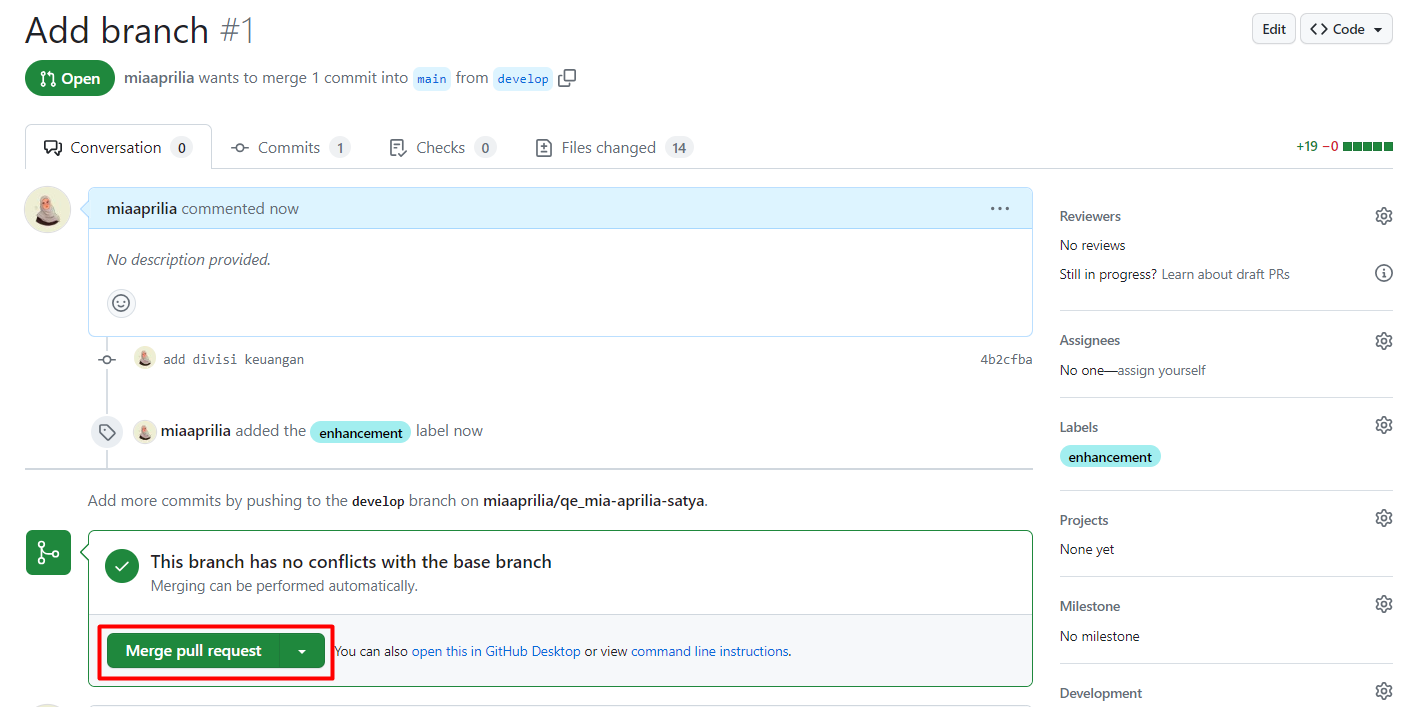 Add branch #1
Edit
Code
Open
miaaprilia wants to merge 1 commit into main from develop
Conversation 0
Commits 1
Checks 0
Files changed 14
+19 −0
miaaprilia commented now
No description provided.
add divisi keuangan 4b2cfba
miaaprilia added the enhancement label now
Add more commits by pushing to the develop branch on miaaprilia/qe_mia-aprilia-satya.
This branch has no conflicts with the base branch
Merging can be performed automatically.
Merge pull request
You can also open this in GitHub Desktop or view command line instructions.
Reviewers
No reviews
Still in progress? Learn about draft PRs
Assignees
No one—assign yourself
Labels
enhancement
Projects
None yet
Milestone
No milestone
Development